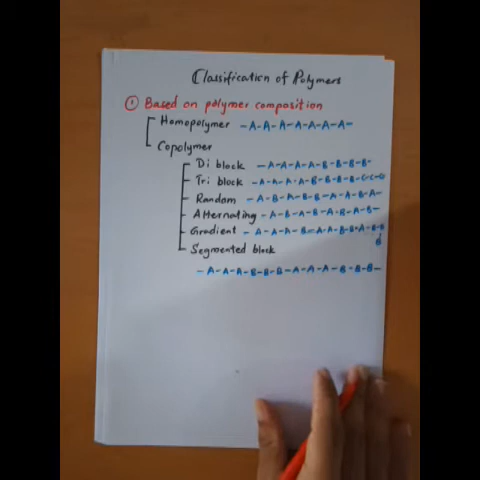 Classification of Polymers
① Based on polymer composition
Homopolymer -A-A-A-A-A-A-A-
Copolymer
Di block -A-A-A-A-B-B-B-B-
Tri block -A-A-A-A-B-B-B-B-C-C-C
Random -A-B-A-B-B-A-A-B-A-
Alternating -A-B-A-B-A-B-A-B-
Gradient -A-A-A-B-A-A-B-B-A-B-B
B
Segmented block
-A-A-A-B-B-B-A-A-A-B-B-B-